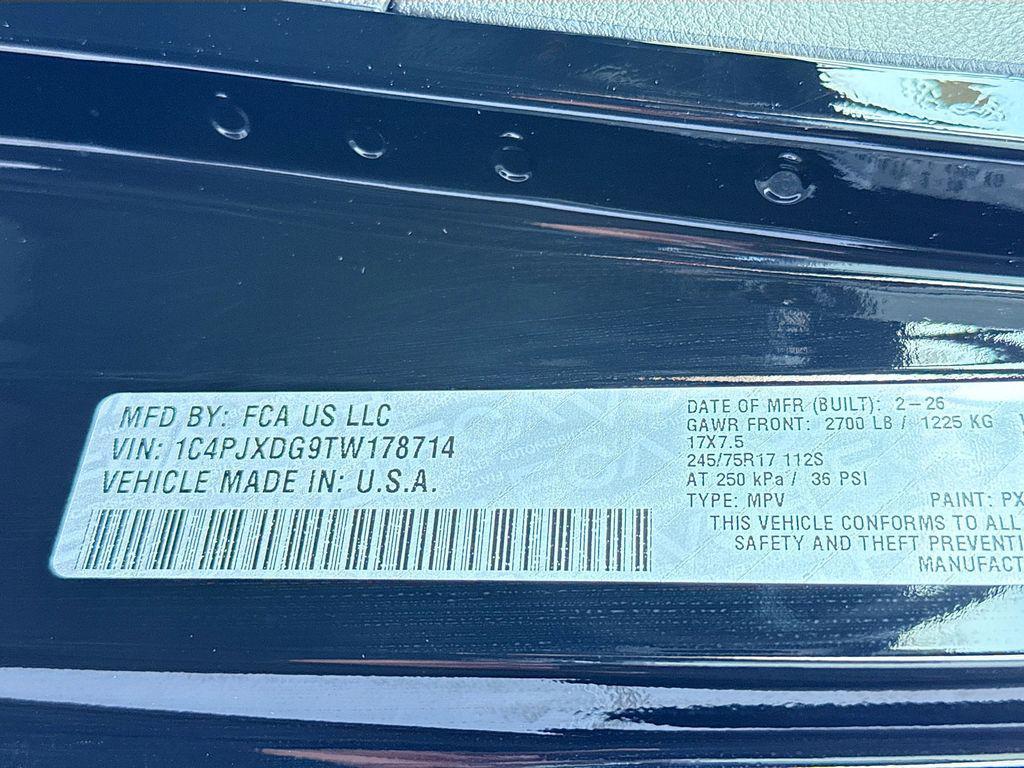 MFD BY: FCA US LLC
VIN: 1C4PJXDG9TW178714
VEHICLE MADE IN: U.S.A.
DATE OF MFR (BUILT): 2-26
GAWR FRONT: 2700 LB / 1225 KG
17X7.5
245/75R17 112S
AT 250 kPa / 36 PSI
TYPE: MPV PAINT: PX
THIS VEHICLE CONFORMS TO ALL
SAFETY AND THEFT PREVENTI
MANUFACT